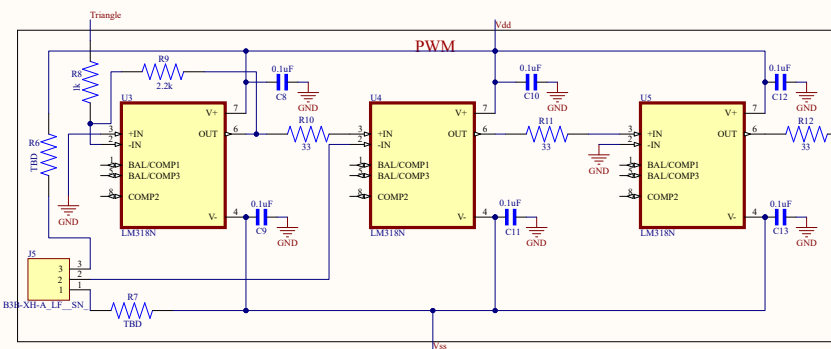 Triangle
Vdd
PWM
R9
2.2k
R8
1k
R6
TBD
0.1uF
C8
GND
U3
V+
7
3
+IN
OUT
6
2
-IN
1
BAL/COMP1
5
BAL/COMP3
8
COMP2
V-
4
LM318N
GND
0.1uF
C9
GND
R10
33
0.1uF
C10
GND
U4
V+
7
3
+IN
OUT
6
2
-IN
1
BAL/COMP1
5
BAL/COMP3
8
COMP2
V-
4
LM318N
0.1uF
C11
GND
R11
33
GND
0.1uF
C12
GND
U5
V+
7
3
+IN
OUT
6
2
-IN
1
BAL/COMP1
5
BAL/COMP3
8
COMP2
V-
4
LM318N
0.1uF
C13
GND
R12
33
J5
3
3
2
2
1
1
B3B-XH-A_LF__SN_
R7
TBD
Vss